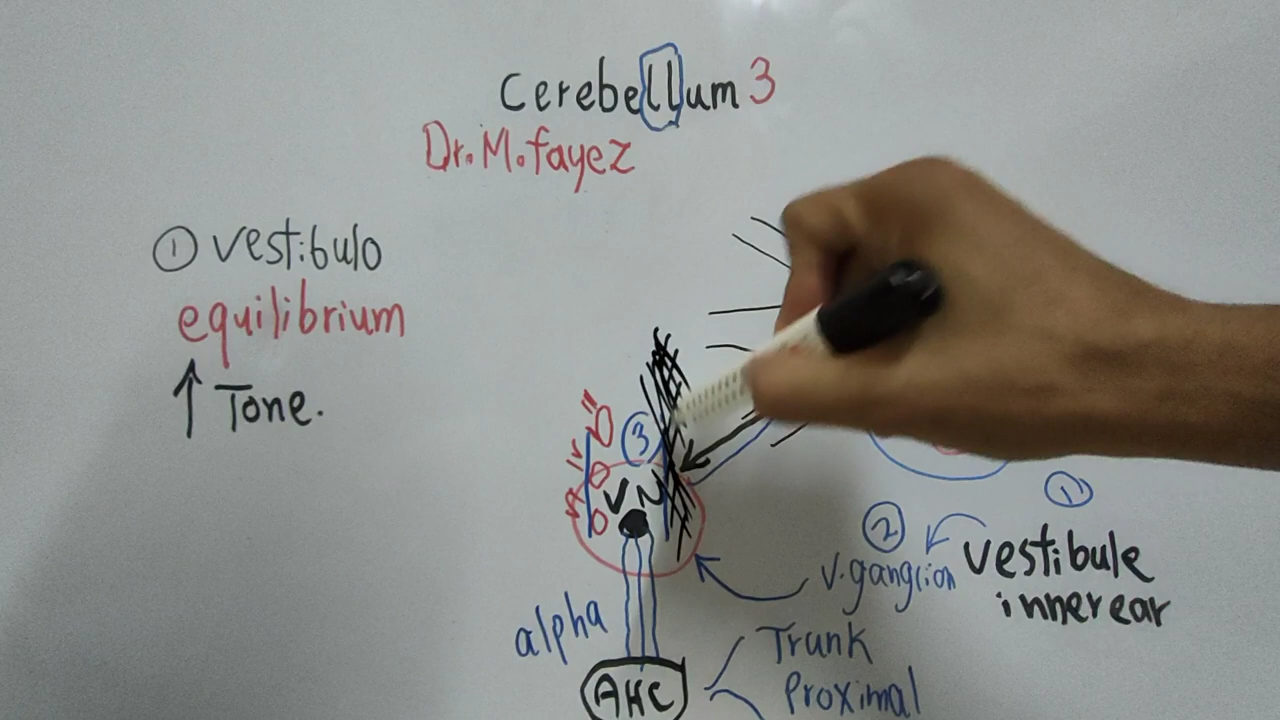 Cerebellum 3
Dr. M. fayez
① Vestibulo
equilibrium
↑ Tone.
③
VN
①
②
V. ganglion
Vestibule
inner ear
alpha
AHC
Trunk
Proximal